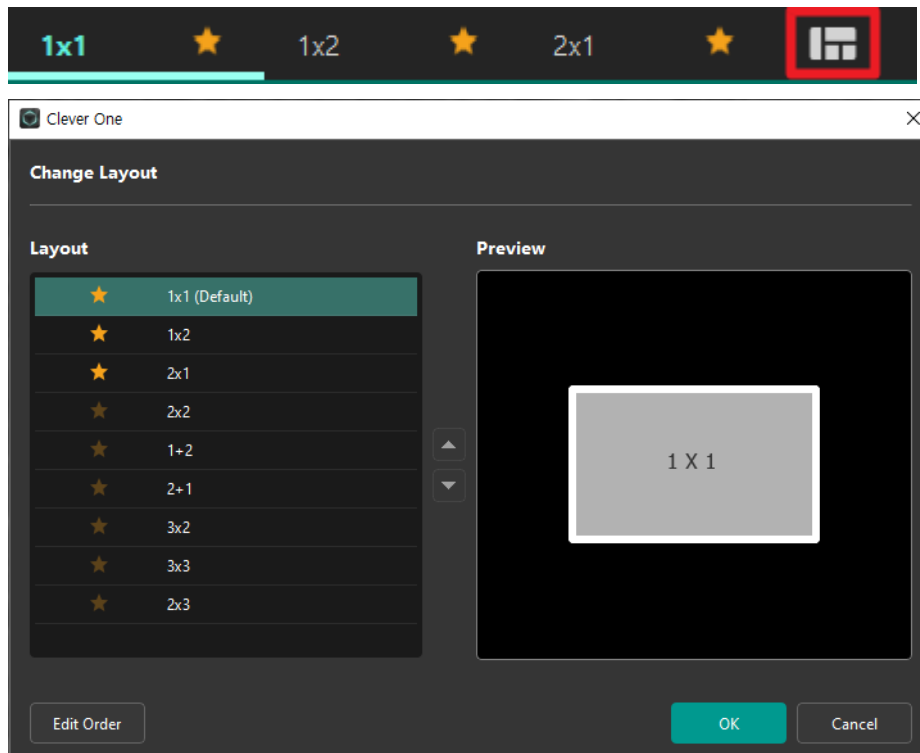 1x1 1x2 2x1
Clever One
Change Layout
Layout
Preview
1x1 (Default)
1x2
2x1
2x2
1+2
2+1
3x2
3x3
2x3
1 X 1
Edit Order
OK
Cancel